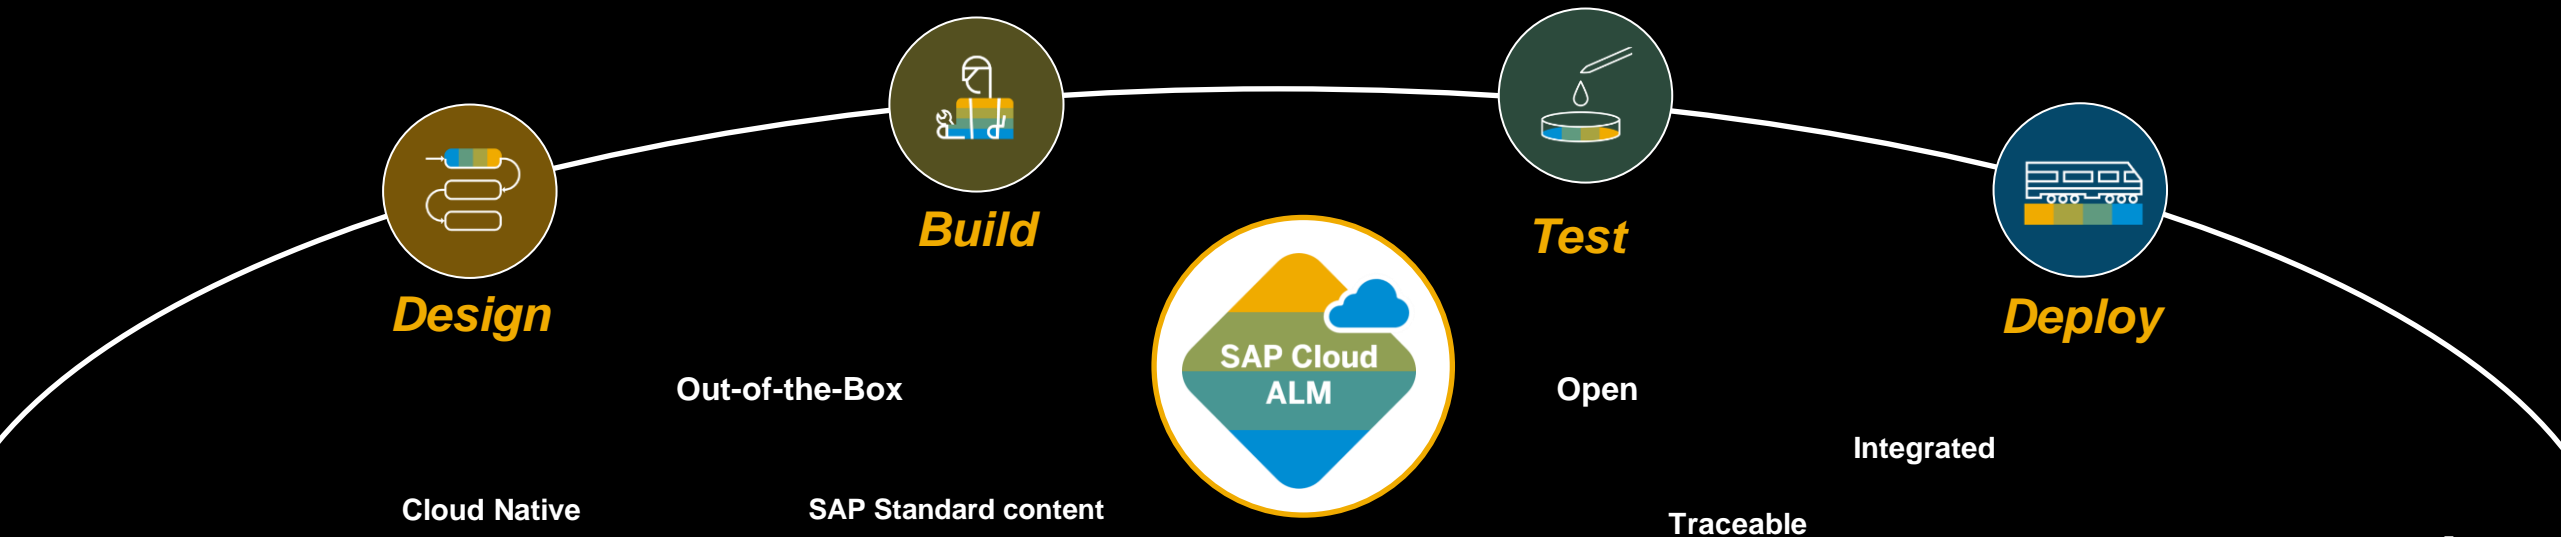 Build
Test
Design
Deploy
SAP Cloud
ALM
Out-of-the-Box
Open
Integrated
Cloud Native
SAP Standard content
Traceable